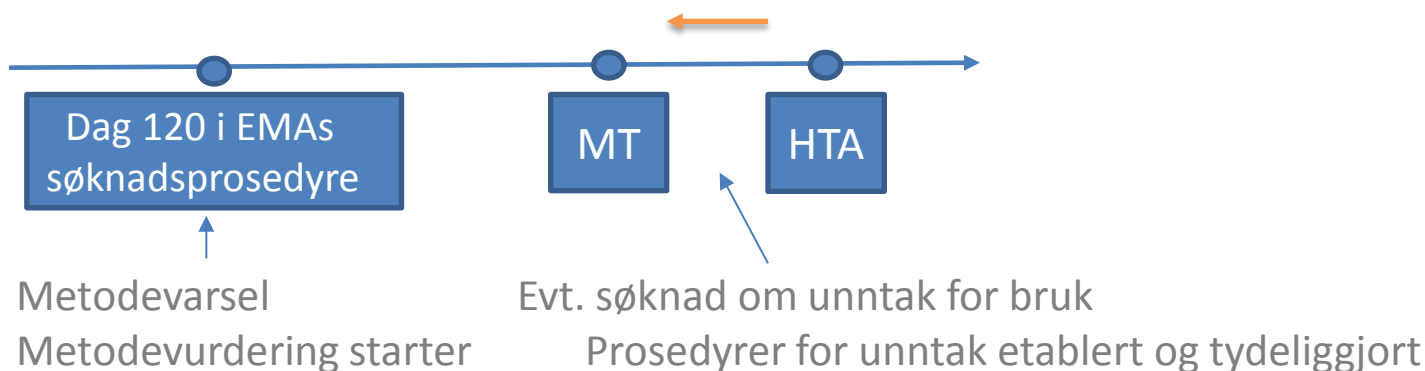 Dag 120 i EMAs
søknadsprosedyre
MT
HTA
Metodevarsel
Metodevurdering starter
Evt. søknad om unntak for bruk
Prosedyrer for unntak etablert og tydeliggjort